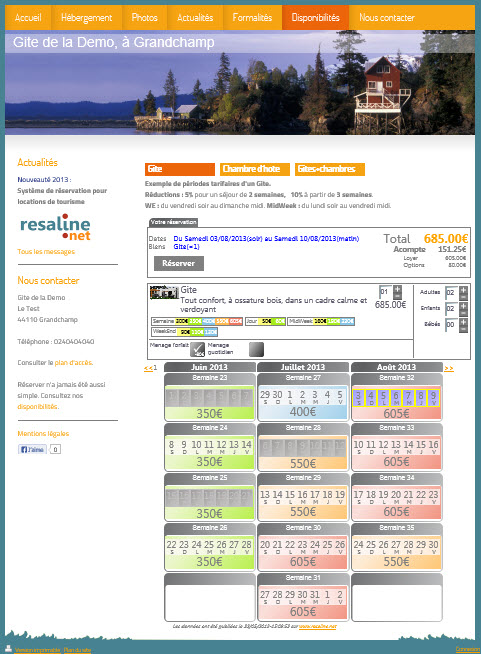 Accueil
Hébergement
Photos
Actualités
Formalités
Disponibilités
Nous contacter
Gite de la Demo, à Grandchamp
Actualités
Nouveauté 2013 :
Système de réservation pour
locations de tourisme
resaline
.net
Tous les messages
Nous contacter
Gite de la Demo
Le Test
44110 Grandchamp
Téléphone : 0240404040
Consulter le plan d'accès.
Réserver n'a jamais été aussi
simple. Consultez nos
disponibilités.
Mentions légales
J'aime 0
Gite
Chambre d'hote
Gites+chambres
Exemple de périodes tarifaires d'un Gite.
Réductions : 5% pour un séjour de 2 semaines, 10% à partir de 3 semaines.
WE : du vendredi soir au dimanche midi. MidWeek : du lundi soir au vendredi midi.
Votre réservation
Dates Du Samedi 03/08/2013(soir) au Samedi 10/08/2013(matin)
Biens Gite(=1)
Réserver
Total 685.00€
Acompte 151.25€
Loyer 605.00€
Options 80.00€
Gite
Tout confort, à ossature bois, dans un cadre calme et
verdoyant
01
685.00€
Adultes 02
Enfants 02
Bébés 00
Semaine
Jour
MidWeek
WeekEnd
Menage forfait
Menage
quotidien
<<1
Juin 2013
Juillet 2013
Août 2013
>>
Semaine 23
350€
Semaine 27
29 30 1 2 3 4 5
S D L M M J V
400€
Semaine 32
3 4 5 6 7 8 9
S D L M M J V
605€
Semaine 24
8 9 10 11 12 13 14
S D L M M J V
350€
Semaine 28
550€
Semaine 33
10 11 12 13 14 15 16
S D L M M J V
605€
Semaine 25
350€
Semaine 29
13 14 15 16 17 18 19
S D L M M J V
550€
Semaine 34
17 18 19 20 21 22 23
S D L M M J V
605€
Semaine 26
22 23 24 25 26 27 28
S D L M M J V
350€
Semaine 30
20 21 22 23 24 25 26
S D L M M J V
605€
Semaine 35
24 25 26 27 28 29 30
S D L M M J V
550€
Semaine 31
27 28 29 30 31 1 2
S D L M M J V
605€
Les données ont été publiées le
sur www.resaline.net
Version imprimable
Plan du site
Connexion